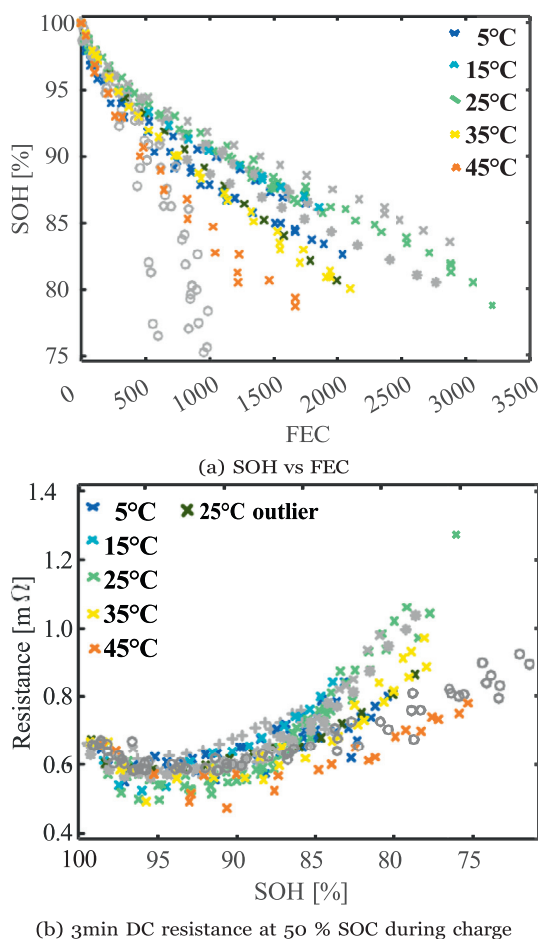 100
95
90
85
80
75
SOH [%]
5°C
15°C
25°C
35°C
45°C
0 500 1000 1500 2000 2500 3000 3500
FEC
(a) SOH vs FEC
1.4
1.2
1.0
0.8
0.6
0.4
Resistance [mΩ]
5°C
25°C outlier
15°C
25°C
35°C
45°C
100 95 90 85 80 75
SOH [%]
(b) 3min DC resistance at 50 % SOC during charge